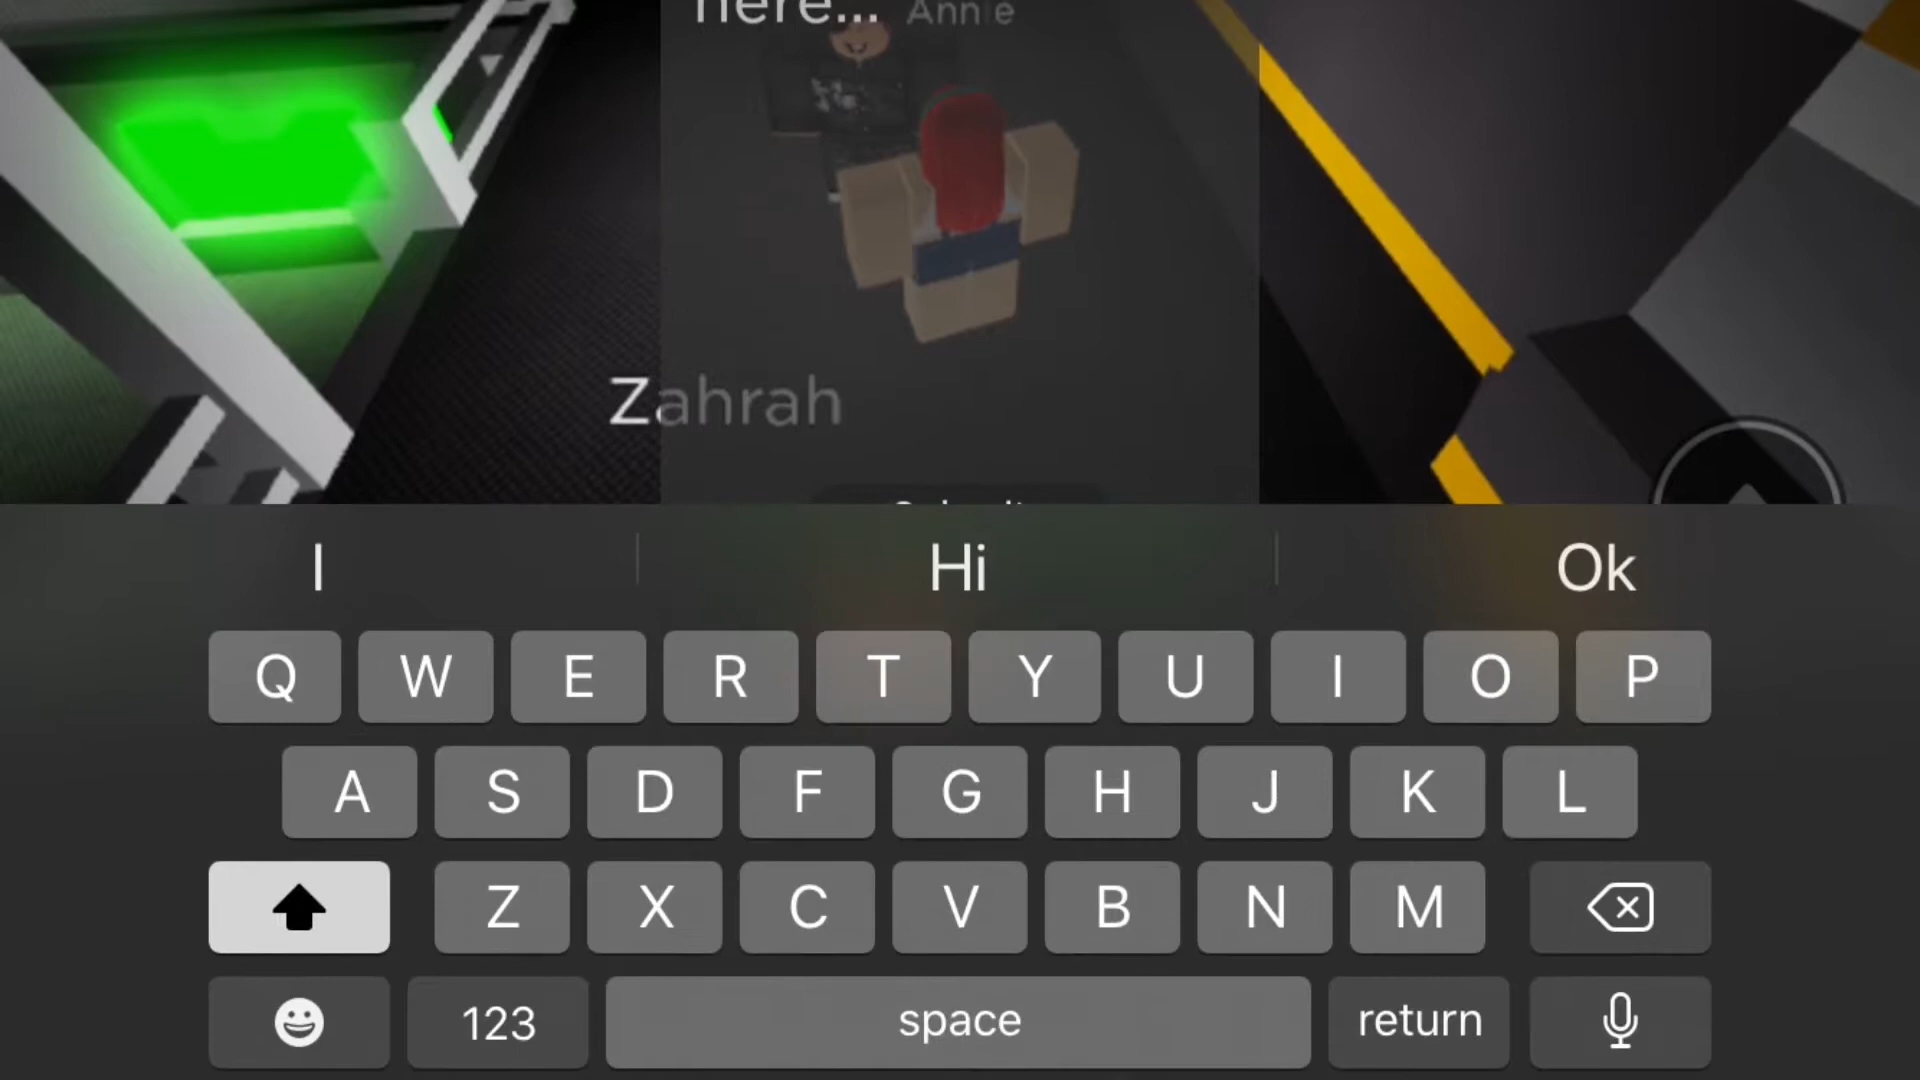 here... Annie
Zahrah
I Hi Ok
Q W E R T Y U I O P
A S D F G H J K L
Z X C V B N M
123 space return